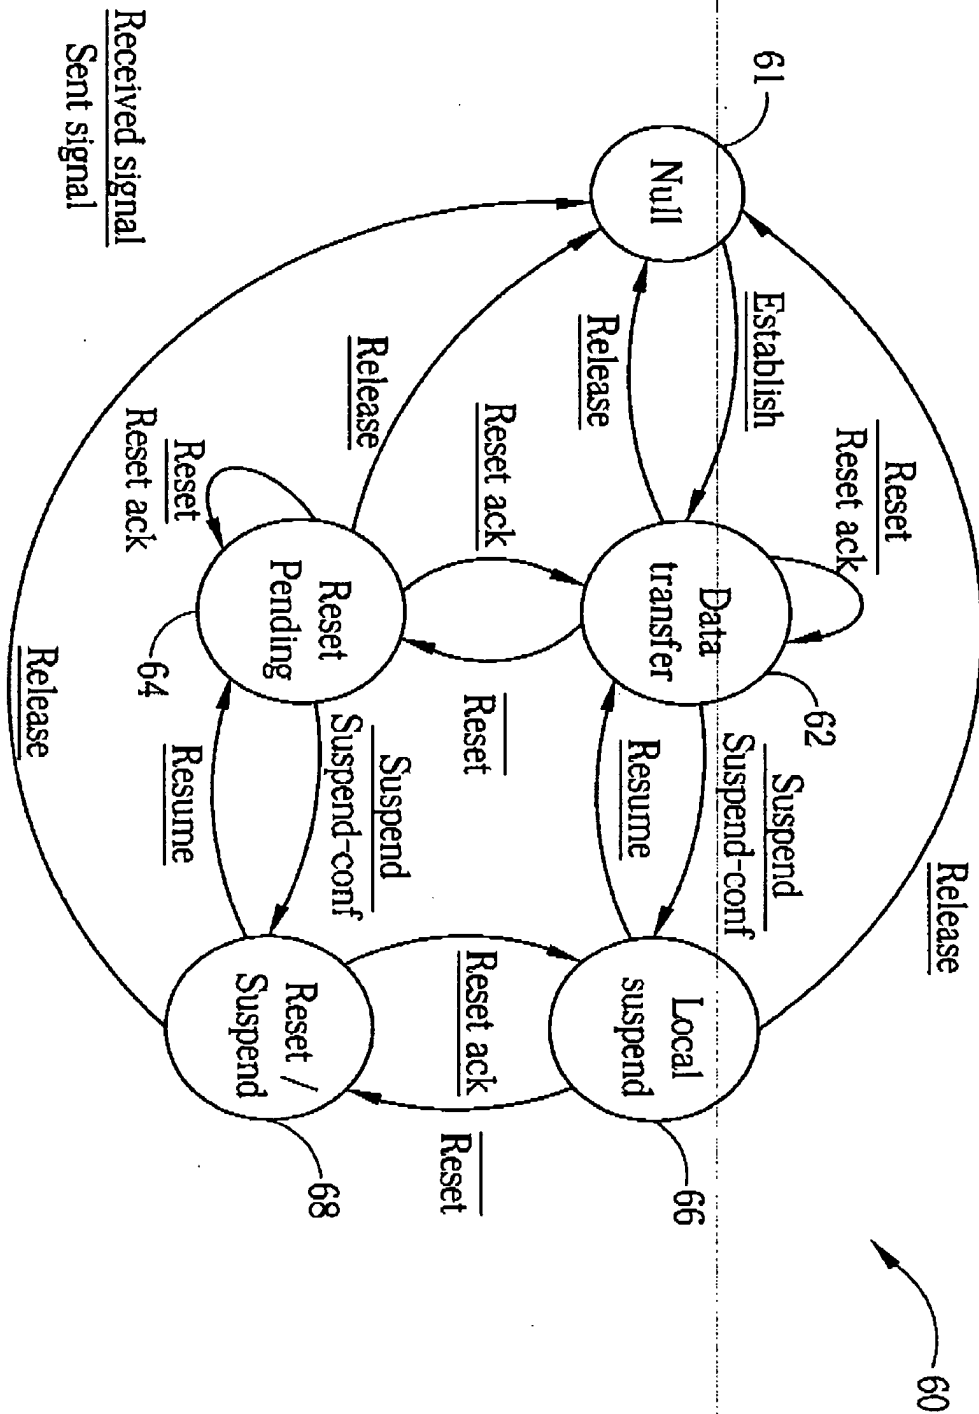 60
Release
Reset
Reset ack
61
Null
Establish
Release
Data
transfer
62
Suspend
Suspend-conf
Resume
Local
suspend
66
Reset ack
Reset
Reset ack
Reset
Release
Reset
Reset ack
Reset
Pending
64
Suspend
Suspend-conf
Resume
Reset /
Suspend
68
Release
Received signal
Sent signal